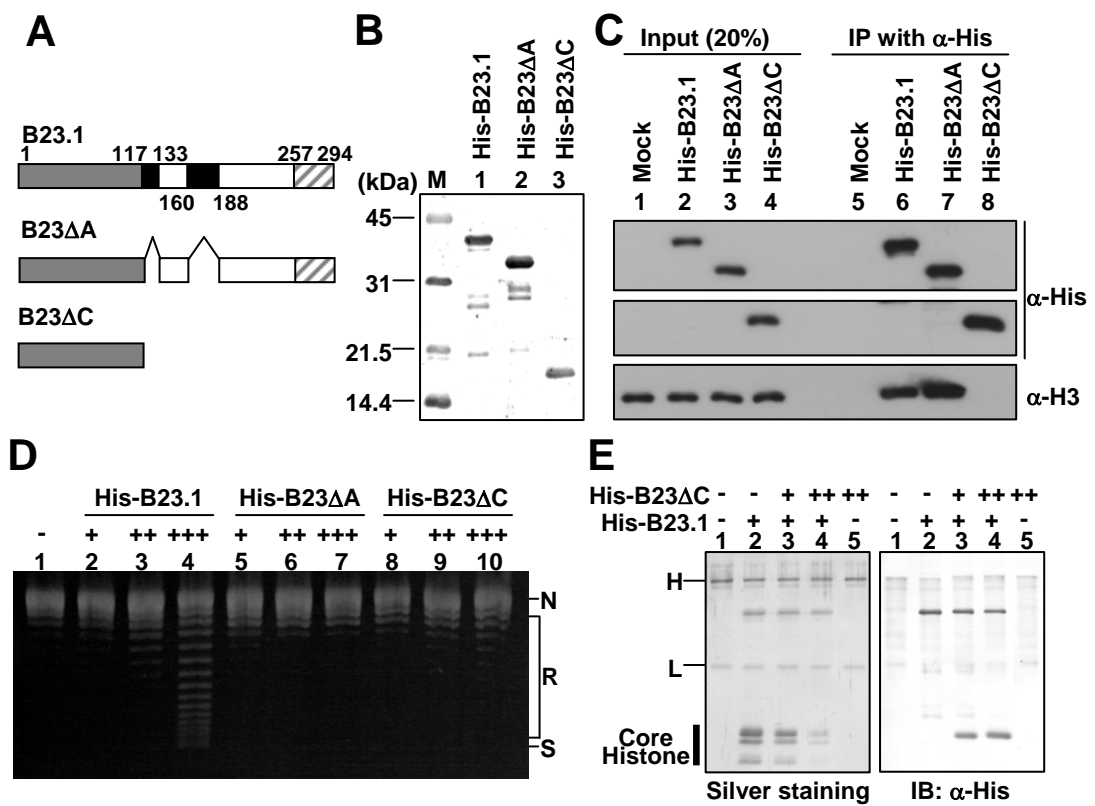 A
B23.1
1 117 133 257 294
160 188
B23ΔA
B23ΔC
B
His-B23.1
His-B23ΔA
His-B23ΔC
(kDa) M 1 2 3
45
31
21.5
14.4
C
Input (20%) IP with α-His
Mock
His-B23.1
His-B23ΔA
His-B23ΔC
Mock
His-B23.1
His-B23ΔA
His-B23ΔC
1 2 3 4 5 6 7 8
α-His
α-H3
D
His-B23.1 His-B23ΔA His-B23ΔC
- + ++ +++ + ++ +++ + ++ +++
1 2 3 4 5 6 7 8 9 10
N
R
S
E
His-B23ΔC - - + ++ ++ - - + ++ ++
His-B23.1 - + + + - - + + + -
1 2 3 4 5 1 2 3 4 5
H
L
Core
Histone
Silver staining IB: α-His